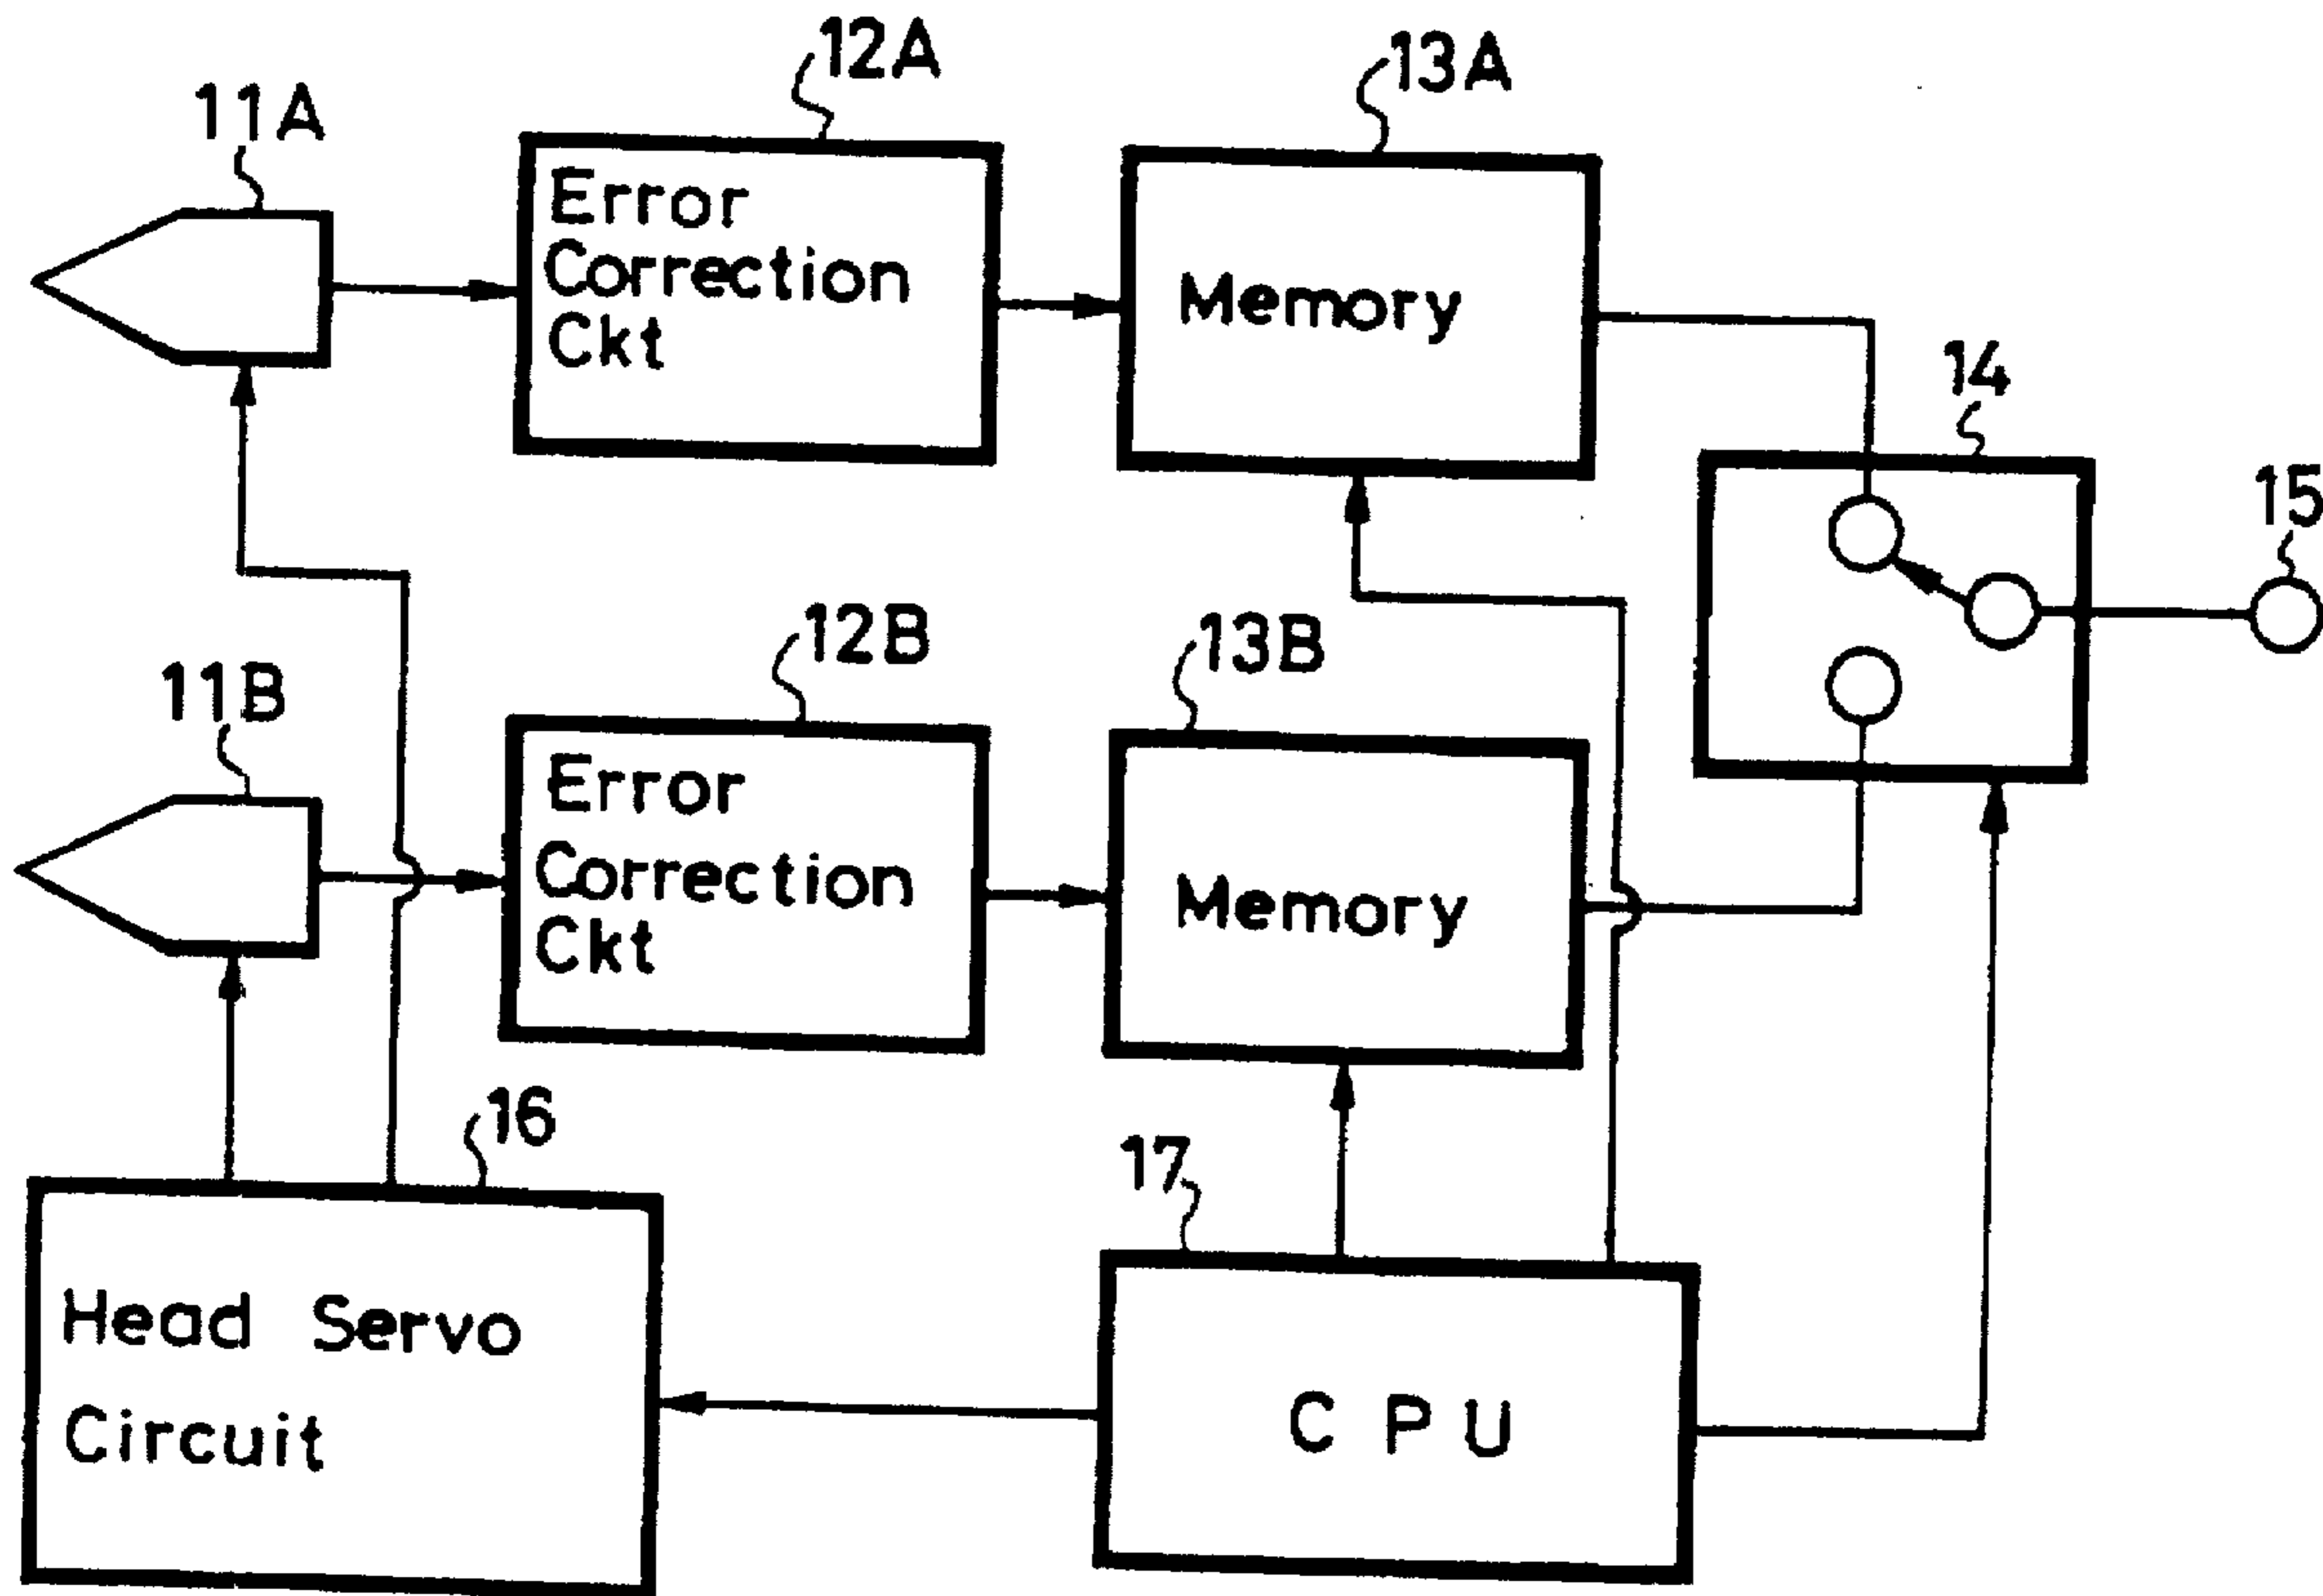 12A
13A
11A
Error
Correction
Ckt
Memory
14
15
12B
13B
11B
Error
Correction
Ckt
Memory
16
17
Head Servo
Circuit
CPU